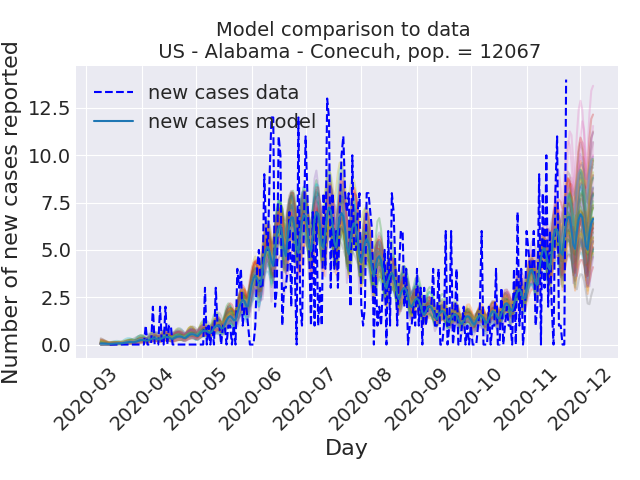 Model comparison to data
US - Alabama - Conecuh, pop. = 12067
Number of new cases reported
12.5
10.0
7.5
5.0
2.5
0.0
new cases data
new cases model
2020-03
2020-04
2020-05
2020-06
2020-07
2020-08
2020-09
2020-10
2020-11
2020-12
Day